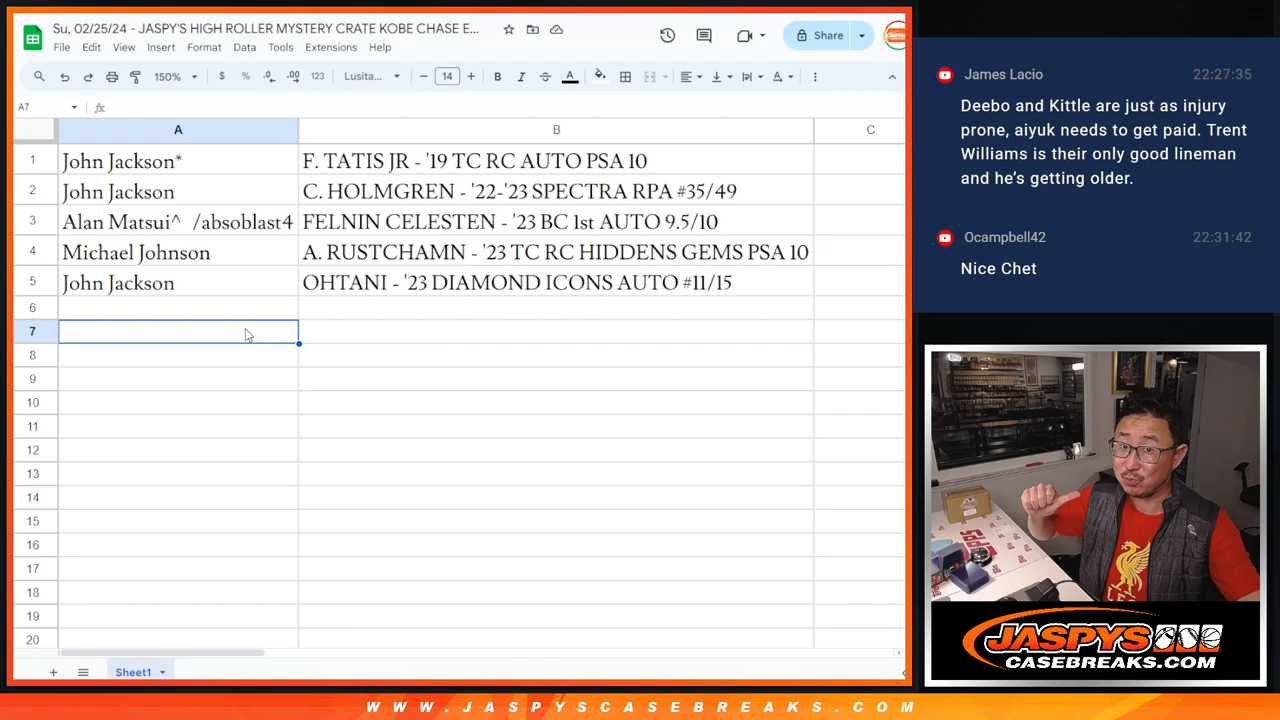 Su, 02/25/24 - JASPY'S HIGH ROLLER MYSTERY CRATE KOBE CHASE E...
Share
File Edit View Insert Format Data Tools Extensions Help
150% $ % .0 .00 123 Lusita... 14 B I A
A7 fx
A B C
1 John Jackson* F. TATIS JR - '19 TC RC AUTO PSA 10
2 John Jackson C. HOLMGREN - '22-'23 SPECTRA RPA #35/49
3 Alan Matsui^ /absoblast4 FELNIN CELESTEN - '23 BC 1st AUTO 9.5/10
4 Michael Johnson A. RUSTCHAMN - '23 TC RC HIDDENS GEMS PSA 10
5 John Jackson OHTANI - '23 DIAMOND ICONS AUTO #11/15
6
7
8
9
10
11
12
13
14
15
16
17
18
19
20
Sheet1
James Lacio 22:27:35
Deebo and Kittle are just as injury
prone, aiyuk needs to get paid. Trent
Williams is their only good lineman
and he's getting older.
Ocampbell42 22:31:42
Nice Chet
JASPYS
CASEBREAKS.COM
WWW.JASPYSCASEBREAKS.COM